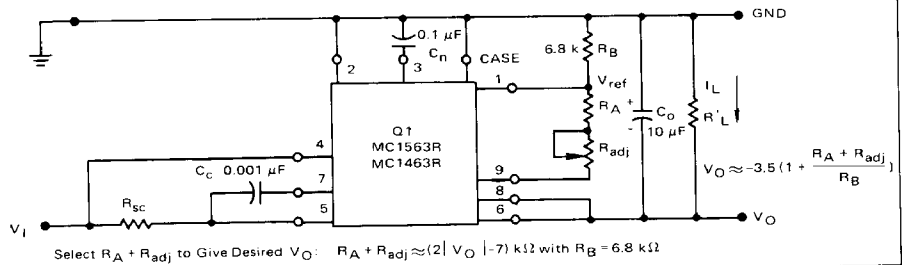 GND
0.1 μF
Cn
CASE
6.8 k
RB
2
3
1
Vref
IL
RA
+
Co
-
10 μF
R'L
Q1
MC1563R
MC1463R
4
Radj
Cc 0.001 μF
7
9
8
VO ≈ -3.5 (1 + RA + Radj / RB)
Rsc
5
6
Vi
VO
Select RA + Radj to Give Desired VO: RA + Radj ≈ (2| VO |-7) kΩ with RB = 6.8 kΩ